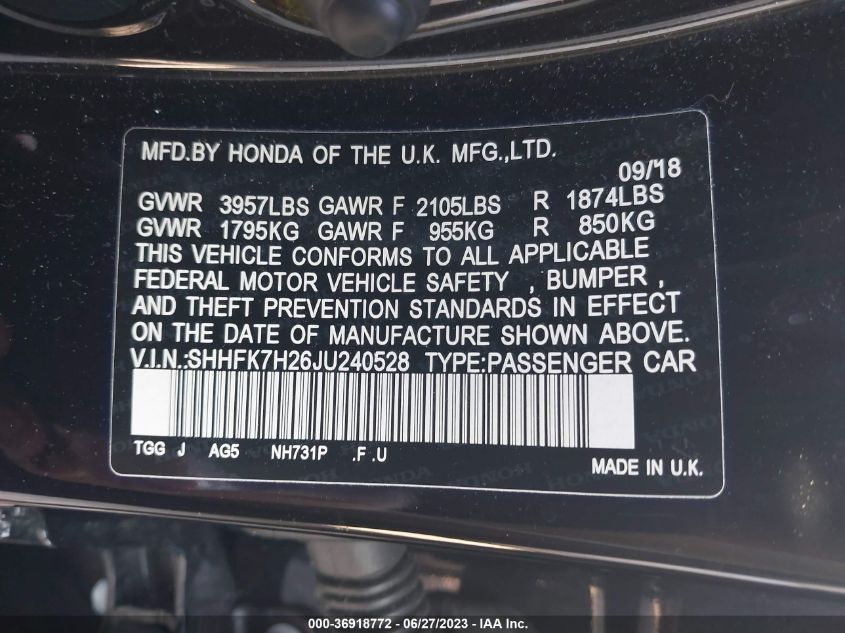 MFD.BY HONDA OF THE U.K. MFG.,LTD.
09/18
GVWR 3957LBS GAWR F 2105LBS R 1874LBS
GVWR 1795KG GAWR F 955KG R 850KG
THIS VEHICLE CONFORMS TO ALL APPLICABLE
FEDERAL MOTOR VEHICLE SAFETY , BUMPER ,
AND THEFT PREVENTION STANDARDS IN EFFECT
ON THE DATE OF MANUFACTURE SHOWN ABOVE.
V.I.N.:SHHFK7H26JU240528 TYPE:PASSENGER CAR
TGG J AG5 NH731P .F .U
MADE IN U.K.
000-36918772 - 06/27/2023 - IAA Inc.